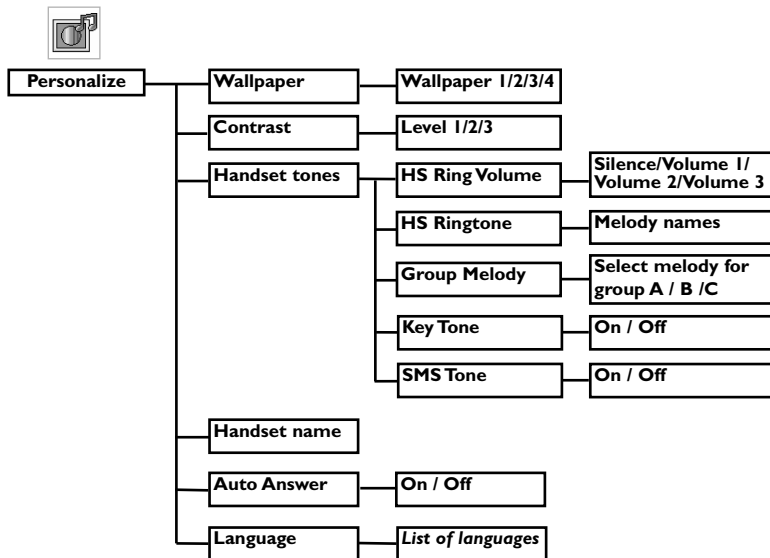 Personalize
Wallpaper
Wallpaper 1/2/3/4
Contrast
Level 1/2/3
Handset tones
HS Ring Volume
Silence/Volume 1/
Volume 2/Volume 3
HS Ringtone
Melody names
Group Melody
Select melody for
group A / B /C
Key Tone
On / Off
SMS Tone
On / Off
Handset name
Auto Answer
On / Off
Language
List of languages